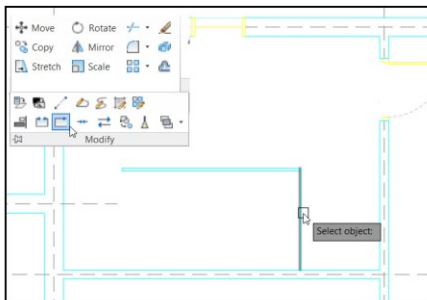 Move Rotate
Copy Mirror
Stretch Scale
Modify
Select object: